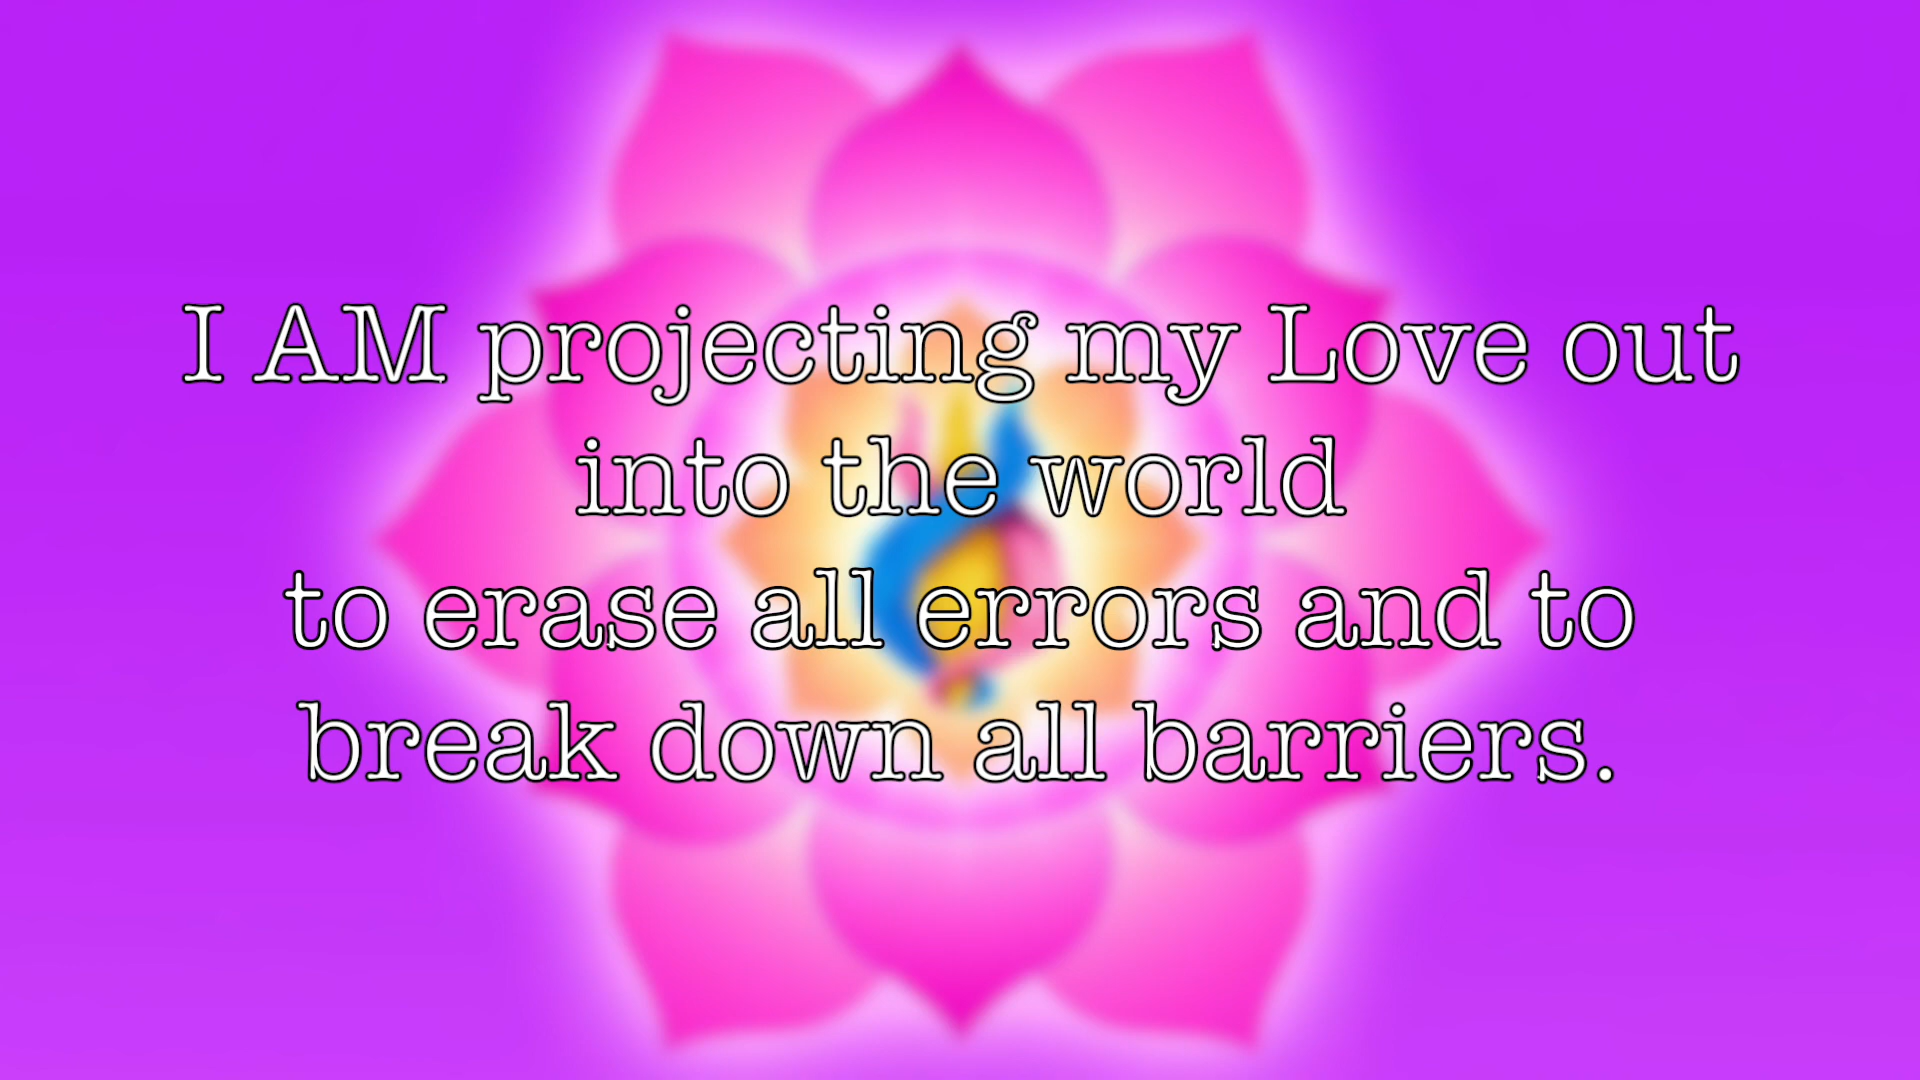 I AM projecting my Love out
into the world
to erase all errors and to
break down all barriers.